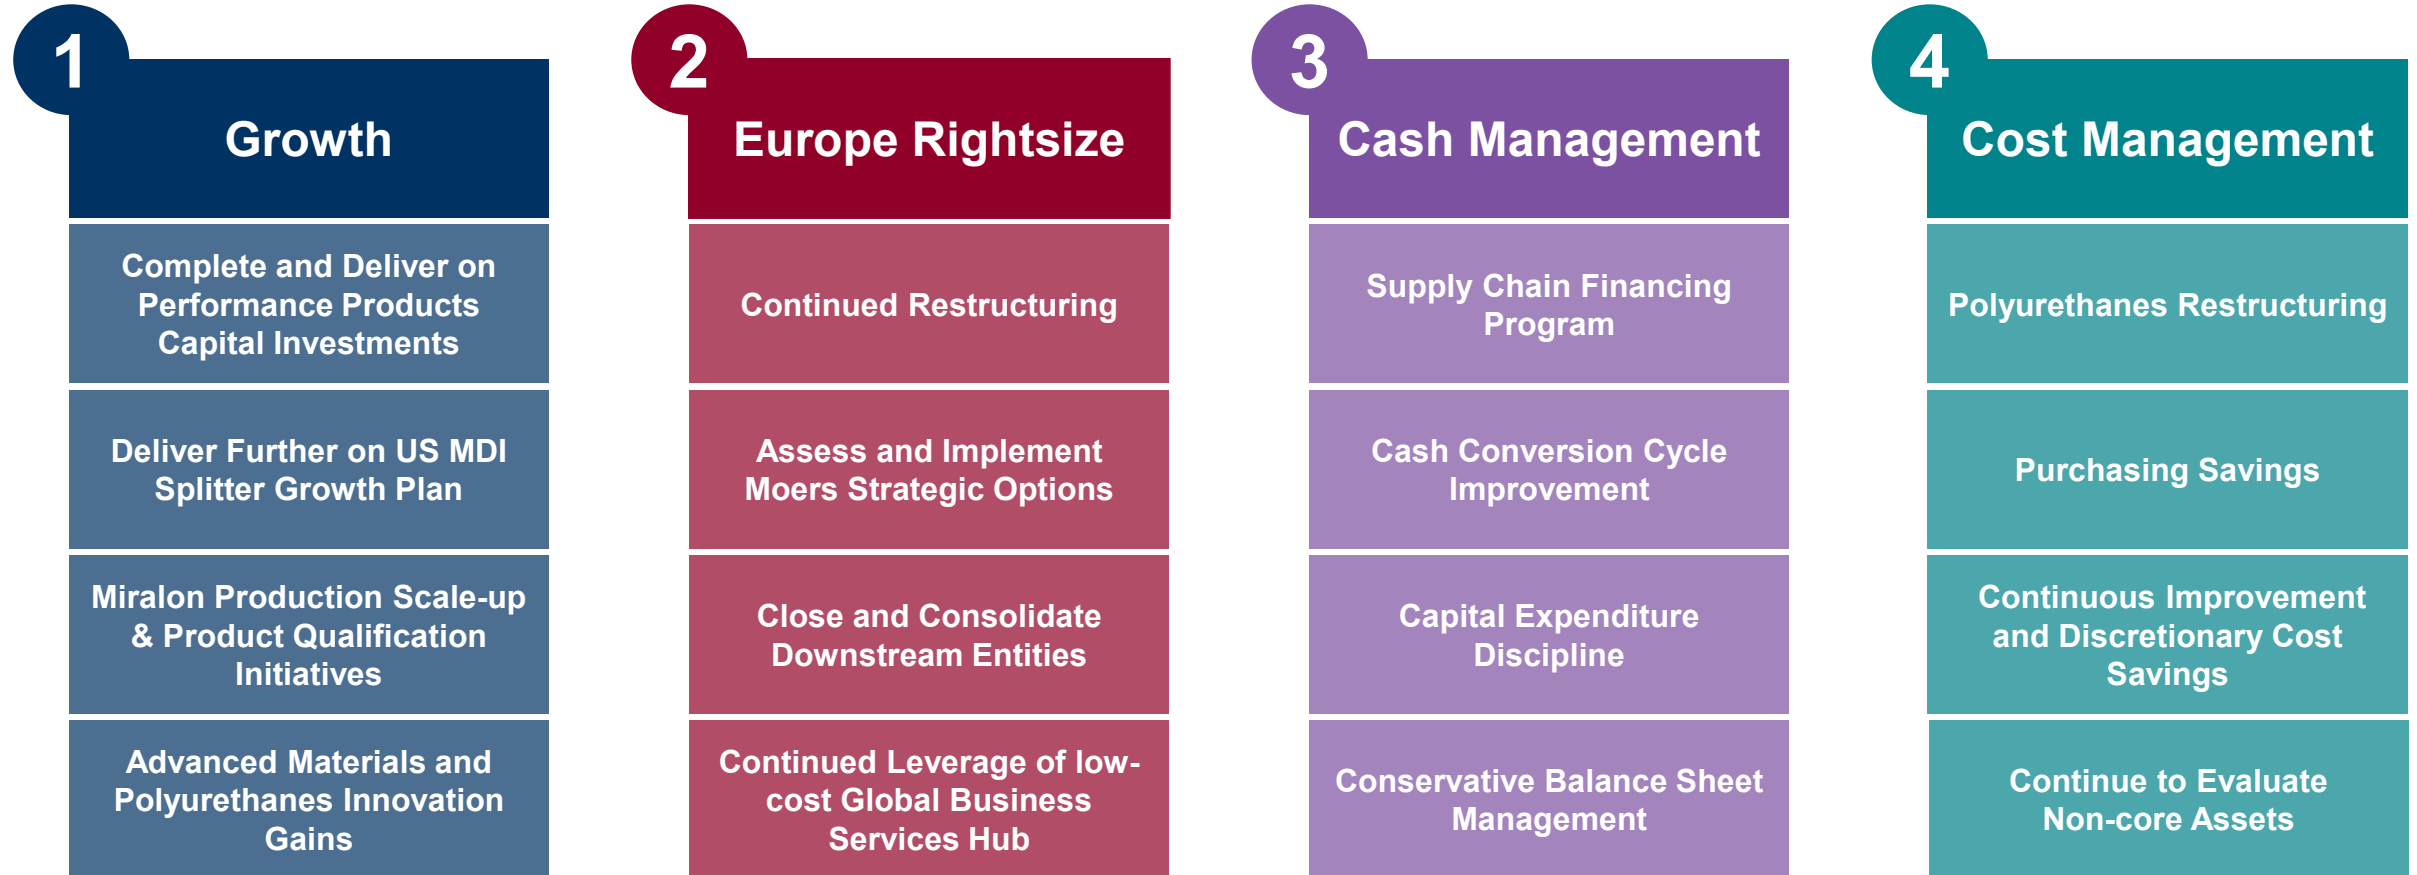 1
Growth
Complete and Deliver on
Performance Products
Capital Investments
Deliver Further on US MDI
Splitter Growth Plan
Miralon Production Scale-up
& Product Qualification
Initiatives
Advanced Materials and
Polyurethanes Innovation
Gains
2
Europe Rightsize
Continued Restructuring
Assess and Implement
Moers Strategic Options
Close and Consolidate
Downstream Entities
Continued Leverage of low-
cost Global Business
Services Hub
3
Cash Management
Supply Chain Financing
Program
Cash Conversion Cycle
Improvement
Capital Expenditure
Discipline
Conservative Balance Sheet
Management
4
Cost Management
Polyurethanes Restructuring
Purchasing Savings
Continuous Improvement
and Discretionary Cost
Savings
Continue to Evaluate
Non-core Assets